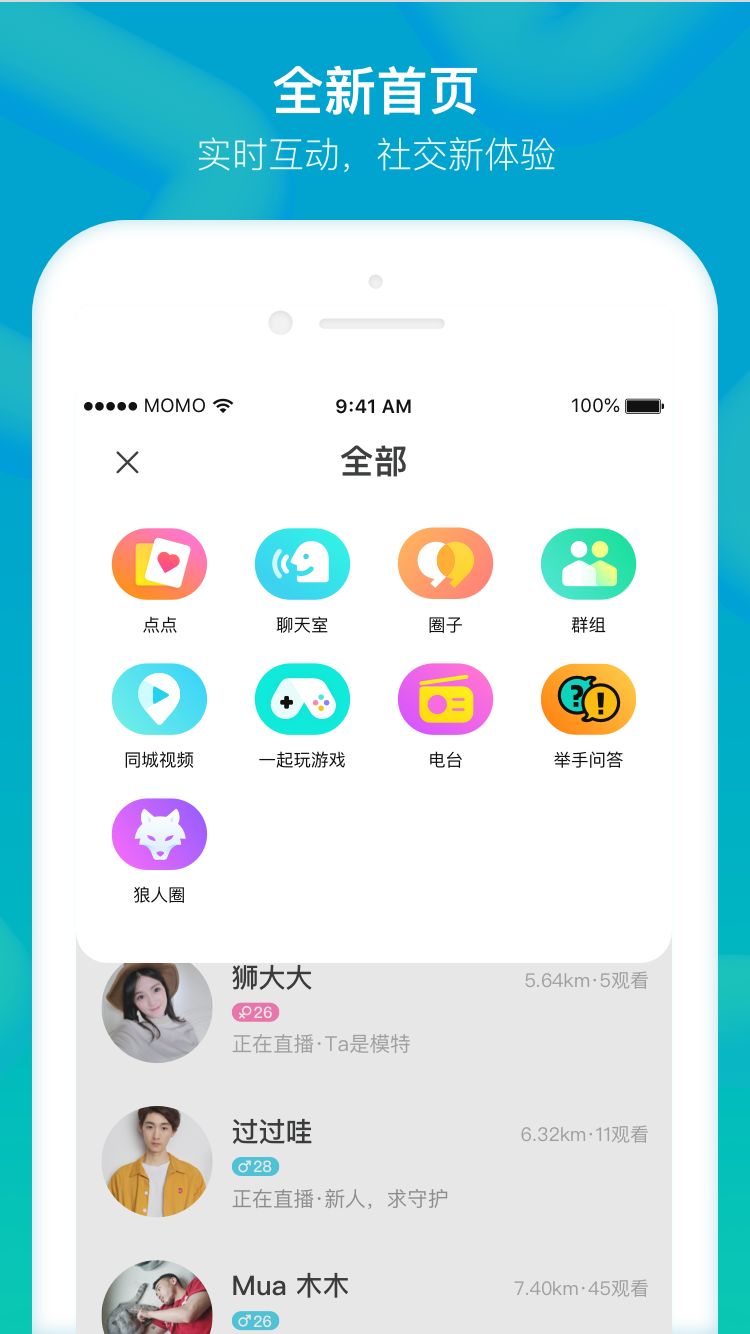 全新首页
实时互动，社交新体验
MOMO 9:41 AM 100%
全部
点点 聊天室 圈子 群组
同城视频 一起玩游戏 电台 举手问答
狼人圈
狮大大 5.64km·5观看
♀26
正在直播·Ta是模特
过过哇 6.32km·11观看
♂28
正在直播·新人，求守护
Mua 木木 7.40km·45观看
♂26